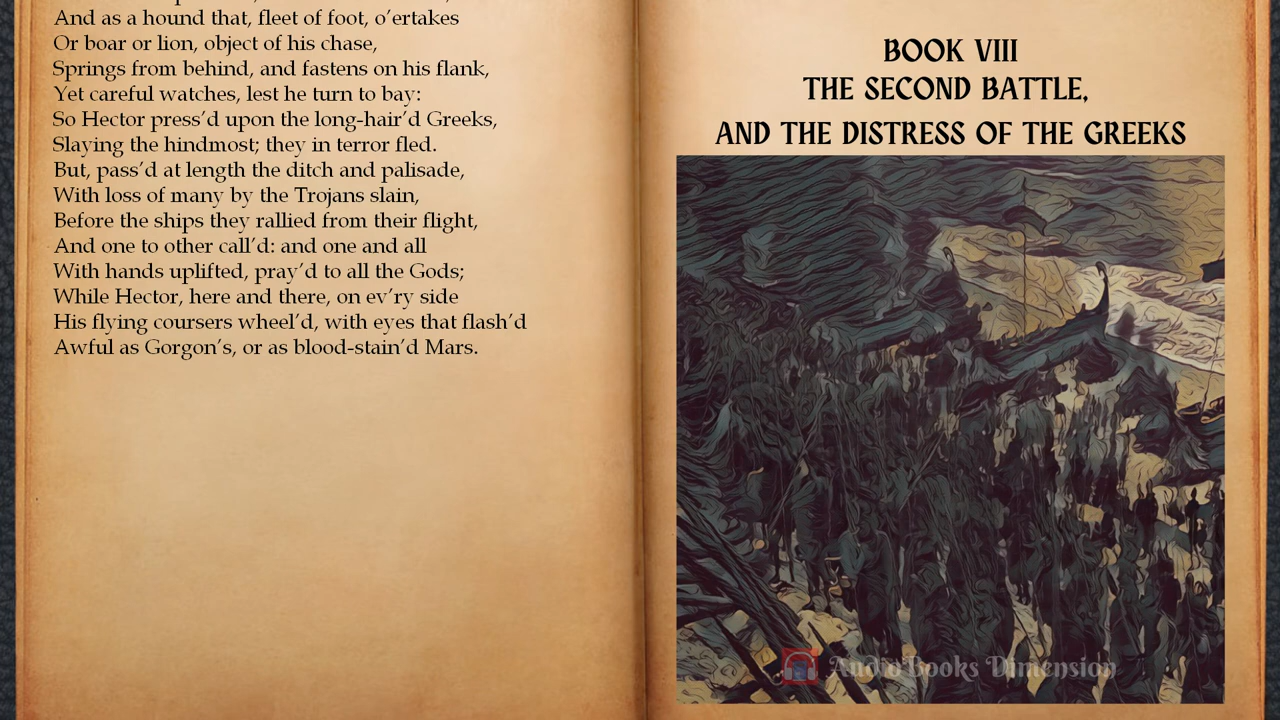 And as a hound that, fleet of foot, o’ertakes
Or boar or lion, object of his chase,
Springs from behind, and fastens on his flank,
Yet careful watches, lest he turn to bay:
So Hector press’d upon the long-hair’d Greeks,
Slaying the hindmost; they in terror fled.
But, pass’d at length the ditch and palisade,
With loss of many by the Trojans slain,
Before the ships they rallied from their flight,
And one to other call’d: and one and all
With hands uplifted, pray’d to all the Gods;
While Hector, here and there, on ev’ry side
His flying coursers wheel’d, with eyes that flash’d
Awful as Gorgon’s, or as blood-stain’d Mars.
BOOK VIII
THE SECOND BATTLE,
AND THE DISTRESS OF THE GREEKS
AudioBooks Dimension